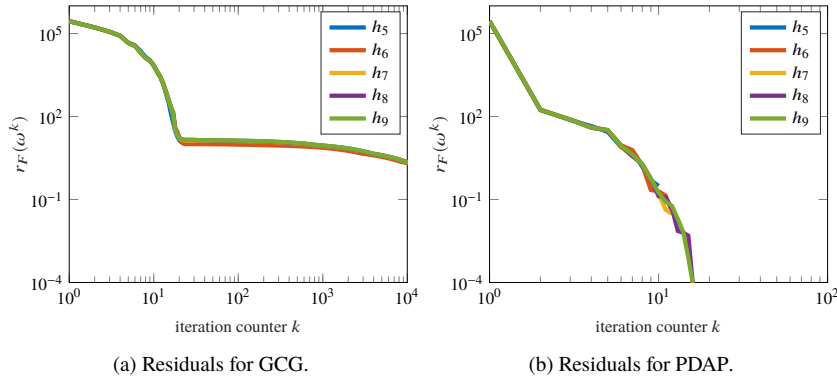 10^5
10^2
10^−1
10^−4
r_F(ω^k)
10^0
10^1
10^2
10^3
10^4
iteration counter k
h_5
h_6
h_7
h_8
h_9
(a) Residuals for GCG.
10^5
10^2
10^−1
10^−4
r_F(ω^k)
10^0
10^1
10^2
iteration counter k
h_5
h_6
h_7
h_8
h_9
(b) Residuals for PDAP.